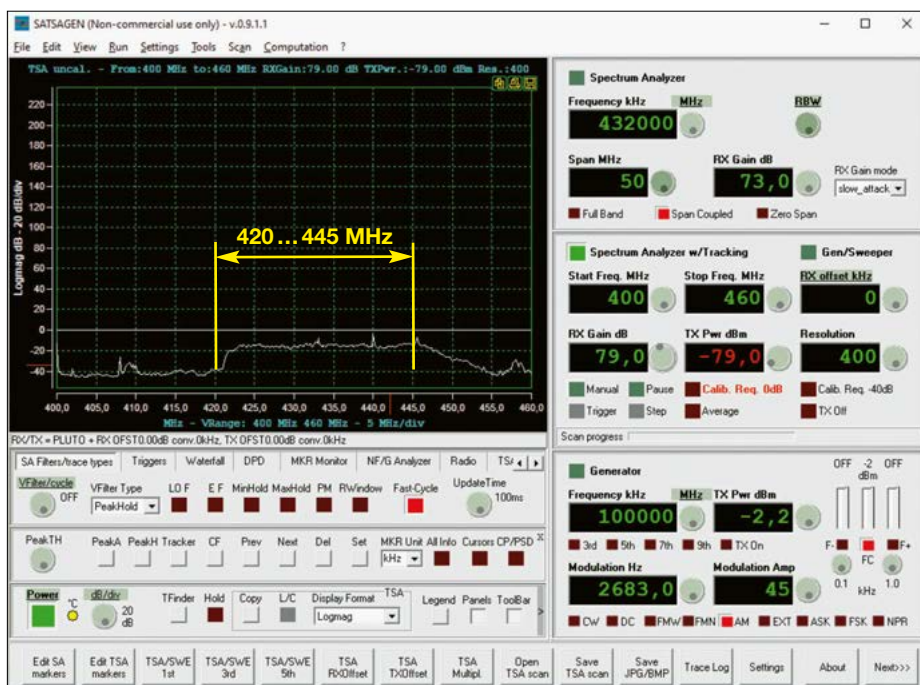 SATSAGEN (Non-commercial use only) - v.0.9.1.1
File Edit View Run Settings Tools Scan Computation ?
TSA uncal. - From:400 MHz to:460 MHz RXGain:79.00 dB TXPwr.:-79.00 dBm Res.:400
Logmag dB - 20 dB/div
220
200
180
160
140
120
100
80
60
40
20
0
-20
-40
420 ... 445 MHz
400,0 405,0 410,0 415,0 420,0 425,0 430,0 435,0 440,0 445,0 450,0 455,0 460,0
MHz - VRange: 400 MHz 460 MHz - 5 MHz/div
RX/TX = PLUTO + RX OFST0.00dB conv.0kHz, TX OFST0.00dB conv.0kHz
Spectrum Analyzer
Frequency kHz MHz RBW
432000
Span MHz RX Gain dB RX Gain mode
50 73,0 slow_attack_
Full Band Span Coupled Zero Span
Spectrum Analyzer w/Tracking Gen/Sweeper
Start Freq. MHz Stop Freq. MHz RX offset kHz
400 460 0
RX Gain dB TX Pwr dBm Resolution
79,0 -79,0 400
Manual Pause Calib. Req. 0dB Calib. Req. -40dB
Trigger Step Average TX Off
Scan progress
SA Filters/trace types Triggers Waterfall DPD MKR Monitor NF/G Analyzer Radio TS
VFilter/cycle OFF VFilter Type LO F E F MinHold MaxHold PM RWindow Fast-Cycle UpdateTime
PeakHold 100ms
PeakTH PeakA PeakH Tracker CF Prev Next Del Set MKR Unit All Info Cursors CP/PSD X
kHz
Power °C dB/div 20 dB TFinder Hold Copy L/C Display Format TSA Legend Panels ToolBar >
Logmag
Generator OFF -2 dBm OFF
Frequency kHz MHz TX Pwr dBm
100000 -2,2
3rd 5th 7th 9th TX On F- FC F+
Modulation Hz Modulation Amp 0.1 kHz 1.0
2683,0 45
CW DC FMW FMN AM EXT ASK FSK NPR
Edit SA markers Edit TSA markers TSA/SWE 1st TSA/SWE 3rd TSA/SWE 5th TSA RXOffset TSA TXOffset TSA Multipl. Open TSA scan Save TSA scan Save JPG/BMP Trace Log Settings About Next>>>